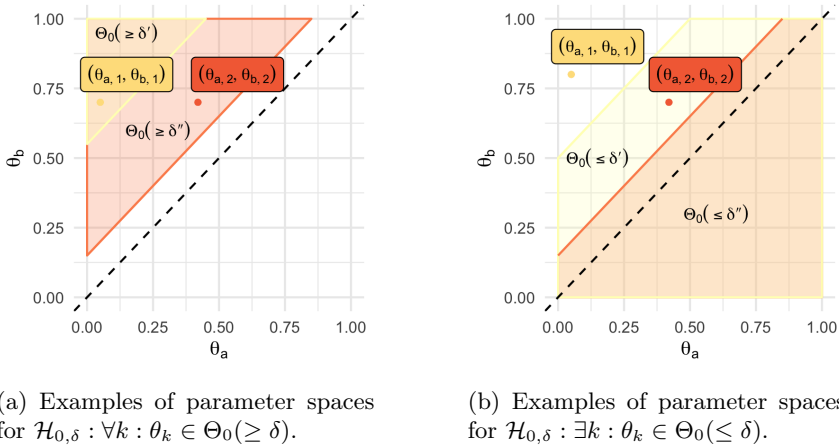 1.00
0.75
0.50
0.25
0.00
θb
Θ0(≥ δ′)
(θa, 1, θb, 1)
(θa, 2, θb, 2)
Θ0(≥ δ″)
0.00 0.25 0.50 0.75 1.00
θa
1.00
0.75
0.50
0.25
0.00
θb
(θa, 1, θb, 1)
(θa, 2, θb, 2)
Θ0(≤ δ′)
Θ0(≤ δ″)
0.00 0.25 0.50 0.75 1.00
θa
(a) Examples of parameter spaces
for ℋ0,δ : ∀k : θk ∈ Θ0(≥ δ).
(b) Examples of parameter spaces
for ℋ0,δ : ∃k : θk ∈ Θ0(≤ δ).